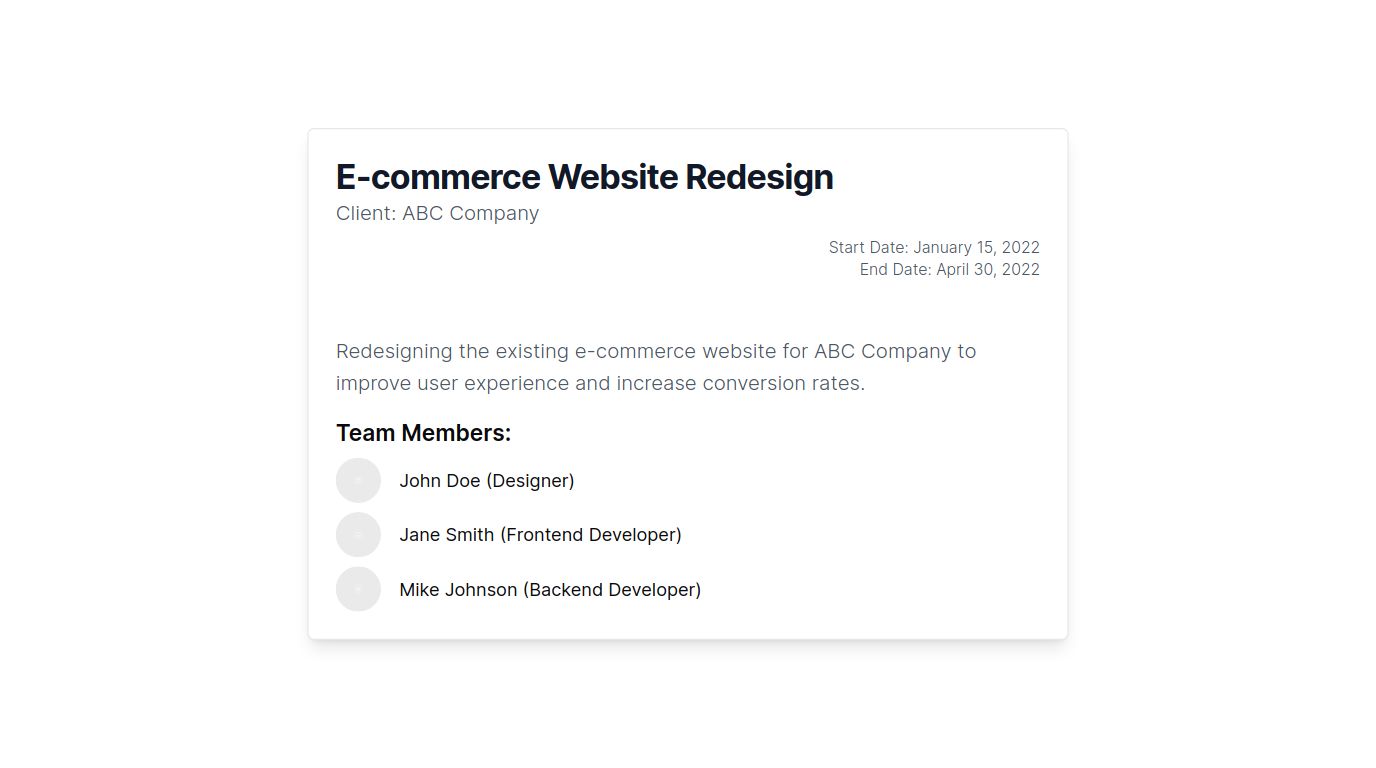 E-commerce Website Redesign
Client: ABC Company
Start Date: January 15, 2022
End Date: April 30, 2022
Redesigning the existing e-commerce website for ABC Company to
improve user experience and increase conversion rates.
Team Members:
John Doe (Designer)
Jane Smith (Frontend Developer)
Mike Johnson (Backend Developer)